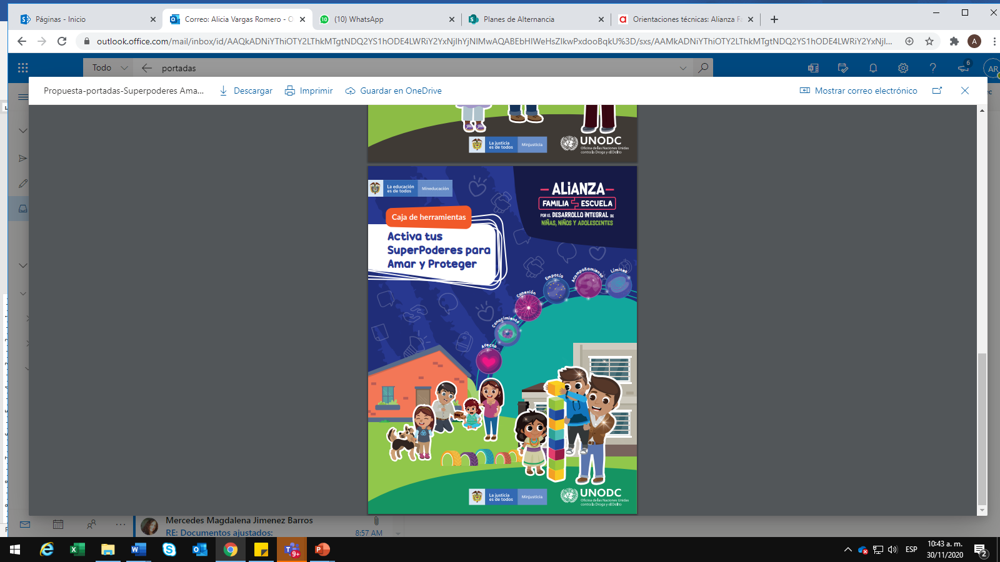 Páginas - Inicio
Correo: Alicia Vargas Romero - O
(10) WhatsApp
Planes de Alternancia
Orientaciones técnicas: Alianza Fa
outlook.office.com/mail/inbox/id/
A
Todo
portadas
6
AR
Propuesta-portadas-Superpoderes Ama...
Descargar
Imprimir
Guardar en OneDrive
Mostrar correo electrónico
La justicia
es de todos
Minjusticia
UNODC
Oficina de las Naciones Unidas
contra la Droga y el Delito
La educación
es de todos
Mineducación
ALiANZA
FAMILIA ESCUELA
POR EL DESARROLLO INTEGRAL DE
NIÑAS, NIÑOS Y ADOLESCENTES
Caja de herramientas
Activa tus
SuperPoderes para
Amar y Proteger
Límites
Acompañamiento
Empatía
Conexión
Conocimiento
Afecto
La justicia
es de todos
Minjusticia
UNODC
Oficina de las Naciones Unidas
contra la Droga y el Delito
Mercedes Magdalena Jimenez Barros
RE: Documentos ajustados:
8:57 AM
9+
ESP
10:43 a. m.
30/11/2020
2